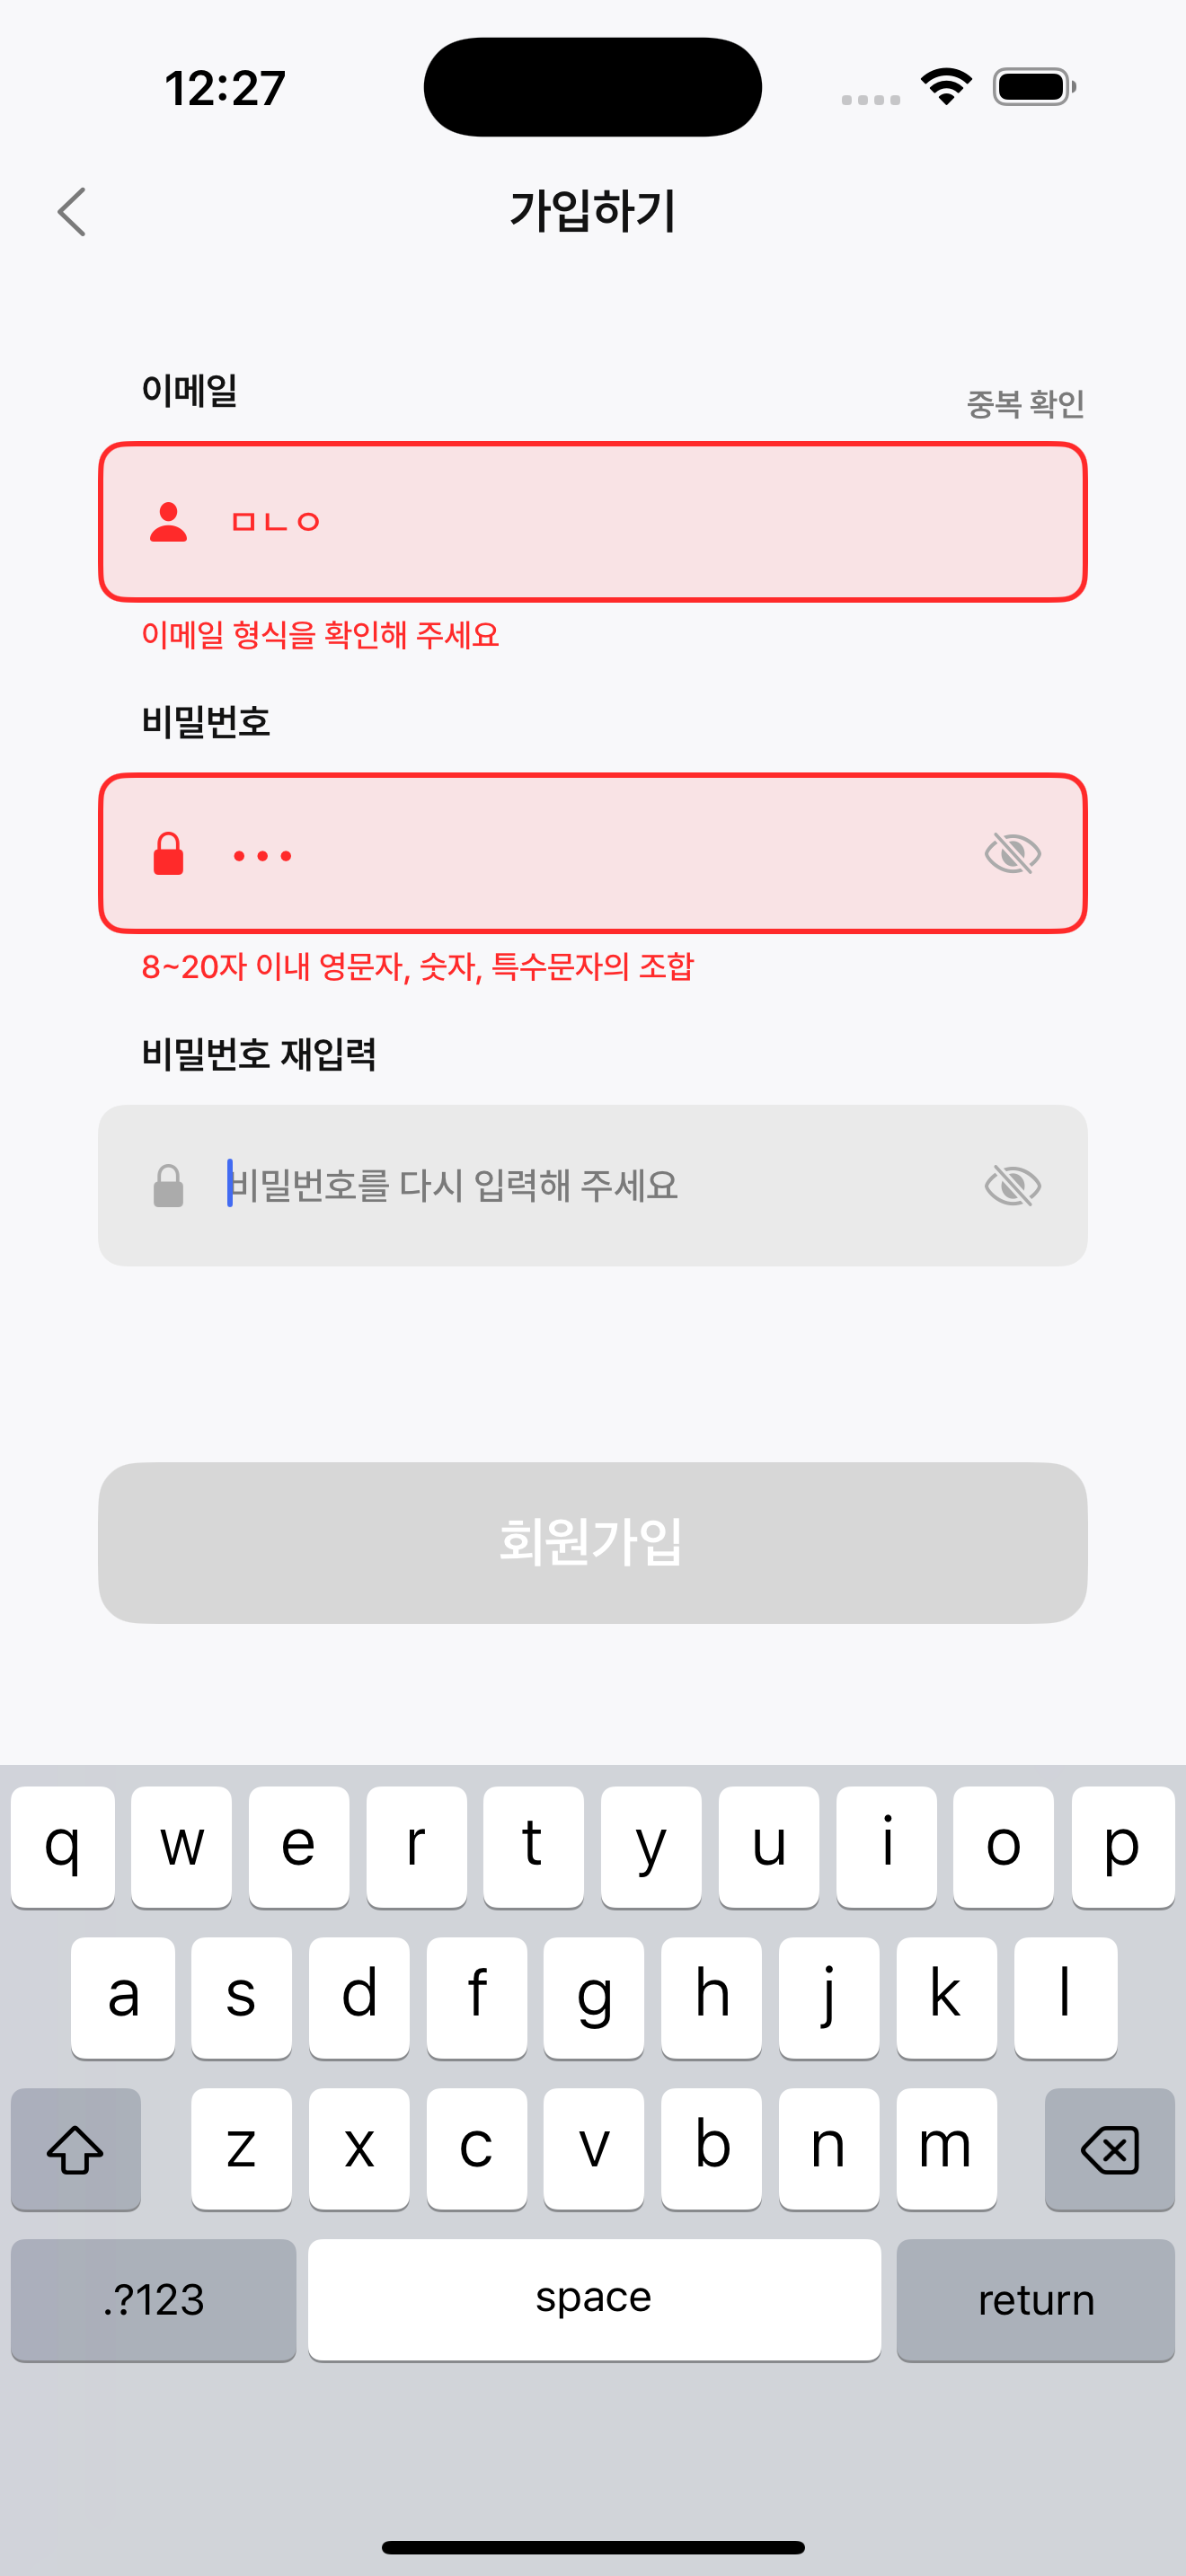 12:27
가입하기
이메일
중복 확인
ㅁㄴㅇ
이메일 형식을 확인해 주세요
비밀번호
•••
8~20자 이내 영문자, 숫자, 특수문자의 조합
비밀번호 재입력
비밀번호를 다시 입력해 주세요
회원가입
q w e r t y u i o p
a s d f g h j k l
z x c v b n m
.?123 space return